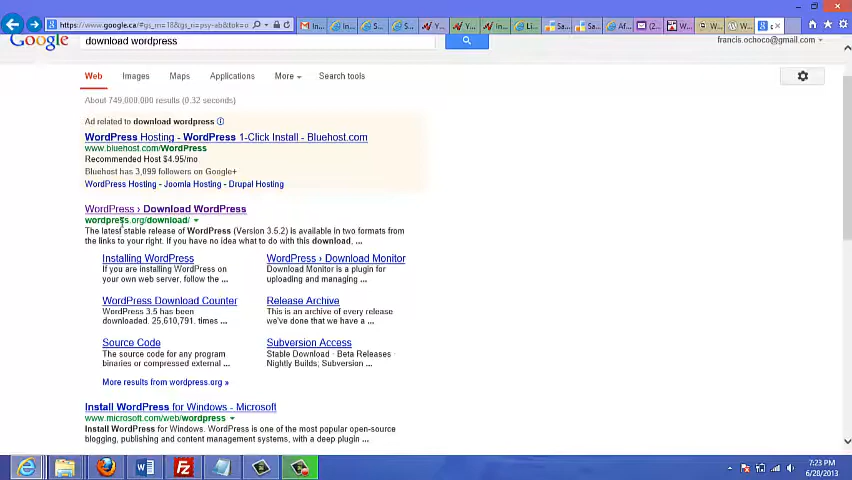 https://www.google.ca/#gs_rn=18&gs_ri=psy-ab&tok=o
Google
download wordpress
francis.ochoco@gmail.com
Web Images Maps Applications More Search tools
About 749,000,000 results (0.32 seconds)
Ad related to download wordpress
WordPress Hosting - WordPress 1-Click Install - Bluehost.com
www.bluehost.com/WordPress
Recommended Host $4.95/mo
Bluehost has 3,099 followers on Google+
WordPress Hosting - Joomla Hosting - Drupal Hosting
WordPress › Download WordPress
wordpress.org/download/
The latest stable release of WordPress (Version 3.5.2) is available in two formats from
the links to your right. If you have no idea what to do with this download, ...
Installing WordPress
If you are installing WordPress on
your own web server, follow the ...
WordPress › Download Monitor
Download Monitor is a plugin for
uploading and managing ...
WordPress Download Counter
WordPress 3.5 has been
downloaded. 25,610,791. times ...
Release Archive
This is an archive of every release
we've done that we have a ...
Source Code
The source code for any program
binaries or compressed external ...
Subversion Access
Stable Download · Beta Releases ·
Nightly Builds; Subversion ...
More results from wordpress.org »
Install WordPress for Windows - Microsoft
www.microsoft.com/web/wordpress
Install WordPress for Windows. WordPress is one of the most popular open-source
blogging, publishing and content management systems, with a deep plugin ...
7:23 PM
6/28/2013